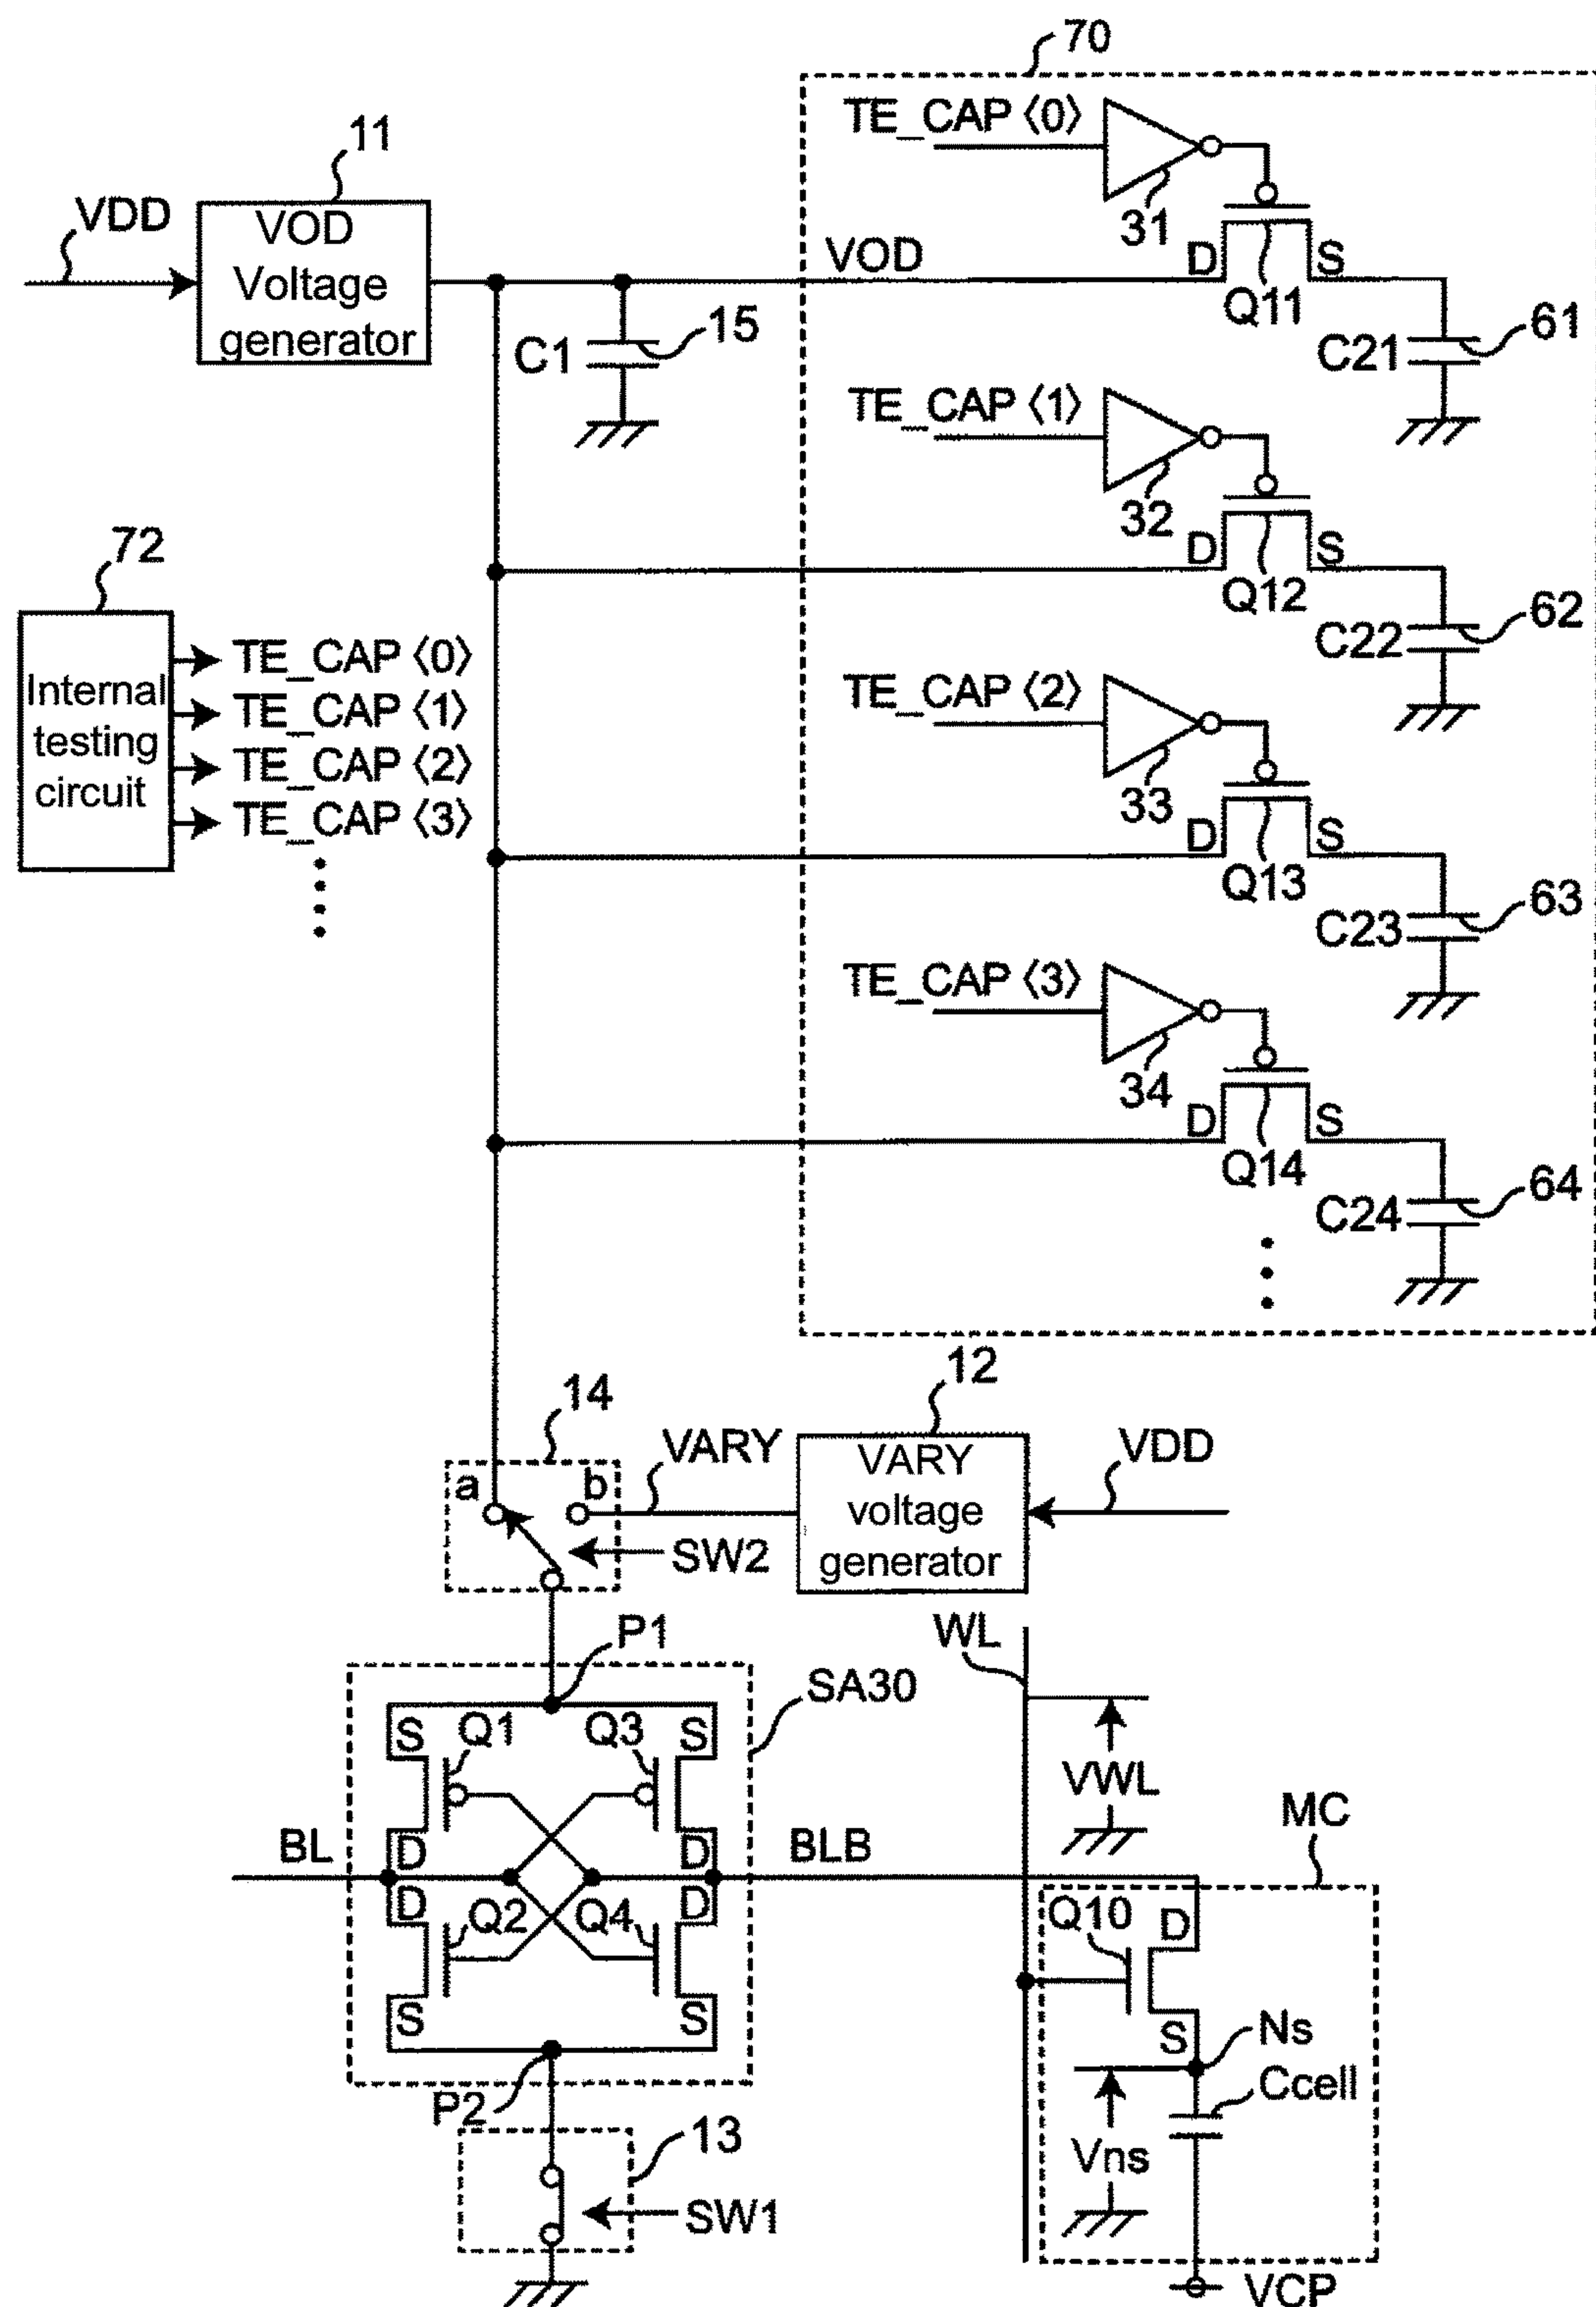 70
TE_CAP ⟨0⟩
11
31
VDD
VOD
Voltage
generator
VOD
D
S
Q11
C1
15
C21
61
TE_CAP ⟨1⟩
32
D
S
Q12
C22
62
72
Internal
testing
circuit
TE_CAP ⟨0⟩
TE_CAP ⟨1⟩
TE_CAP ⟨2⟩
TE_CAP ⟨3⟩
TE_CAP ⟨2⟩
33
D
S
Q13
C23
63
TE_CAP ⟨3⟩
34
D
S
Q14
C24
64
14
12
a
b
VARY
VARY
voltage
generator
VDD
SW2
P1
WL
SA30
S
Q1
Q3
S
VWL
MC
BL
D
D
BLB
D
Q2
Q4
D
Q10
D
S
S
S
Ns
P2
Ccell
13
Vns
SW1
VCP